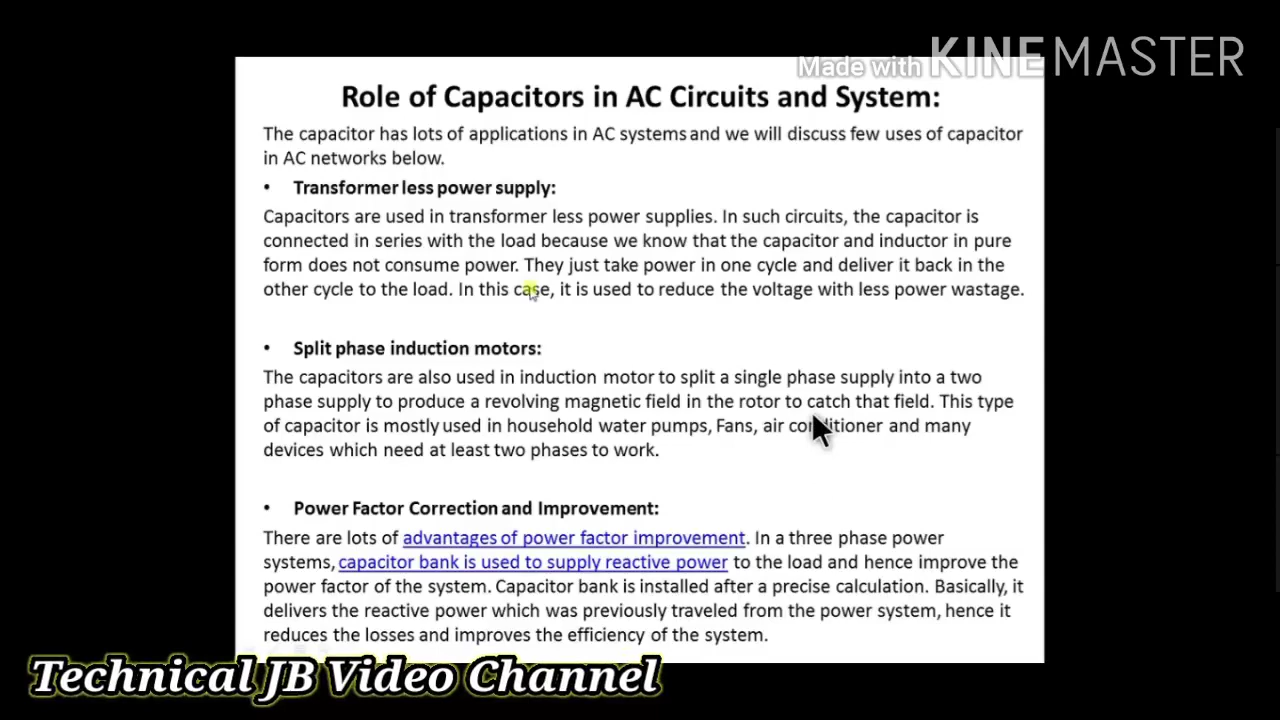 Made with KINEMASTER
Role of Capacitors in AC Circuits and System:
The capacitor has lots of applications in AC systems and we will discuss few uses of capacitor
in AC networks below.
• Transformer less power supply:
Capacitors are used in transformer less power supplies. In such circuits, the capacitor is
connected in series with the load because we know that the capacitor and inductor in pure
form does not consume power. They just take power in one cycle and deliver it back in the
other cycle to the load. In this case, it is used to reduce the voltage with less power wastage.
• Split phase induction motors:
The capacitors are also used in induction motor to split a single phase supply into a two
phase supply to produce a revolving magnetic field in the rotor to catch that field. This type
of capacitor is mostly used in household water pumps, Fans, air conditioner and many
devices which need at least two phases to work.
• Power Factor Correction and Improvement:
There are lots of advantages of power factor improvement. In a three phase power
systems, capacitor bank is used to supply reactive power to the load and hence improve the
power factor of the system. Capacitor bank is installed after a precise calculation. Basically, it
delivers the reactive power which was previously traveled from the power system, hence it
reduces the losses and improves the efficiency of the system.
Technical JB Video Channel